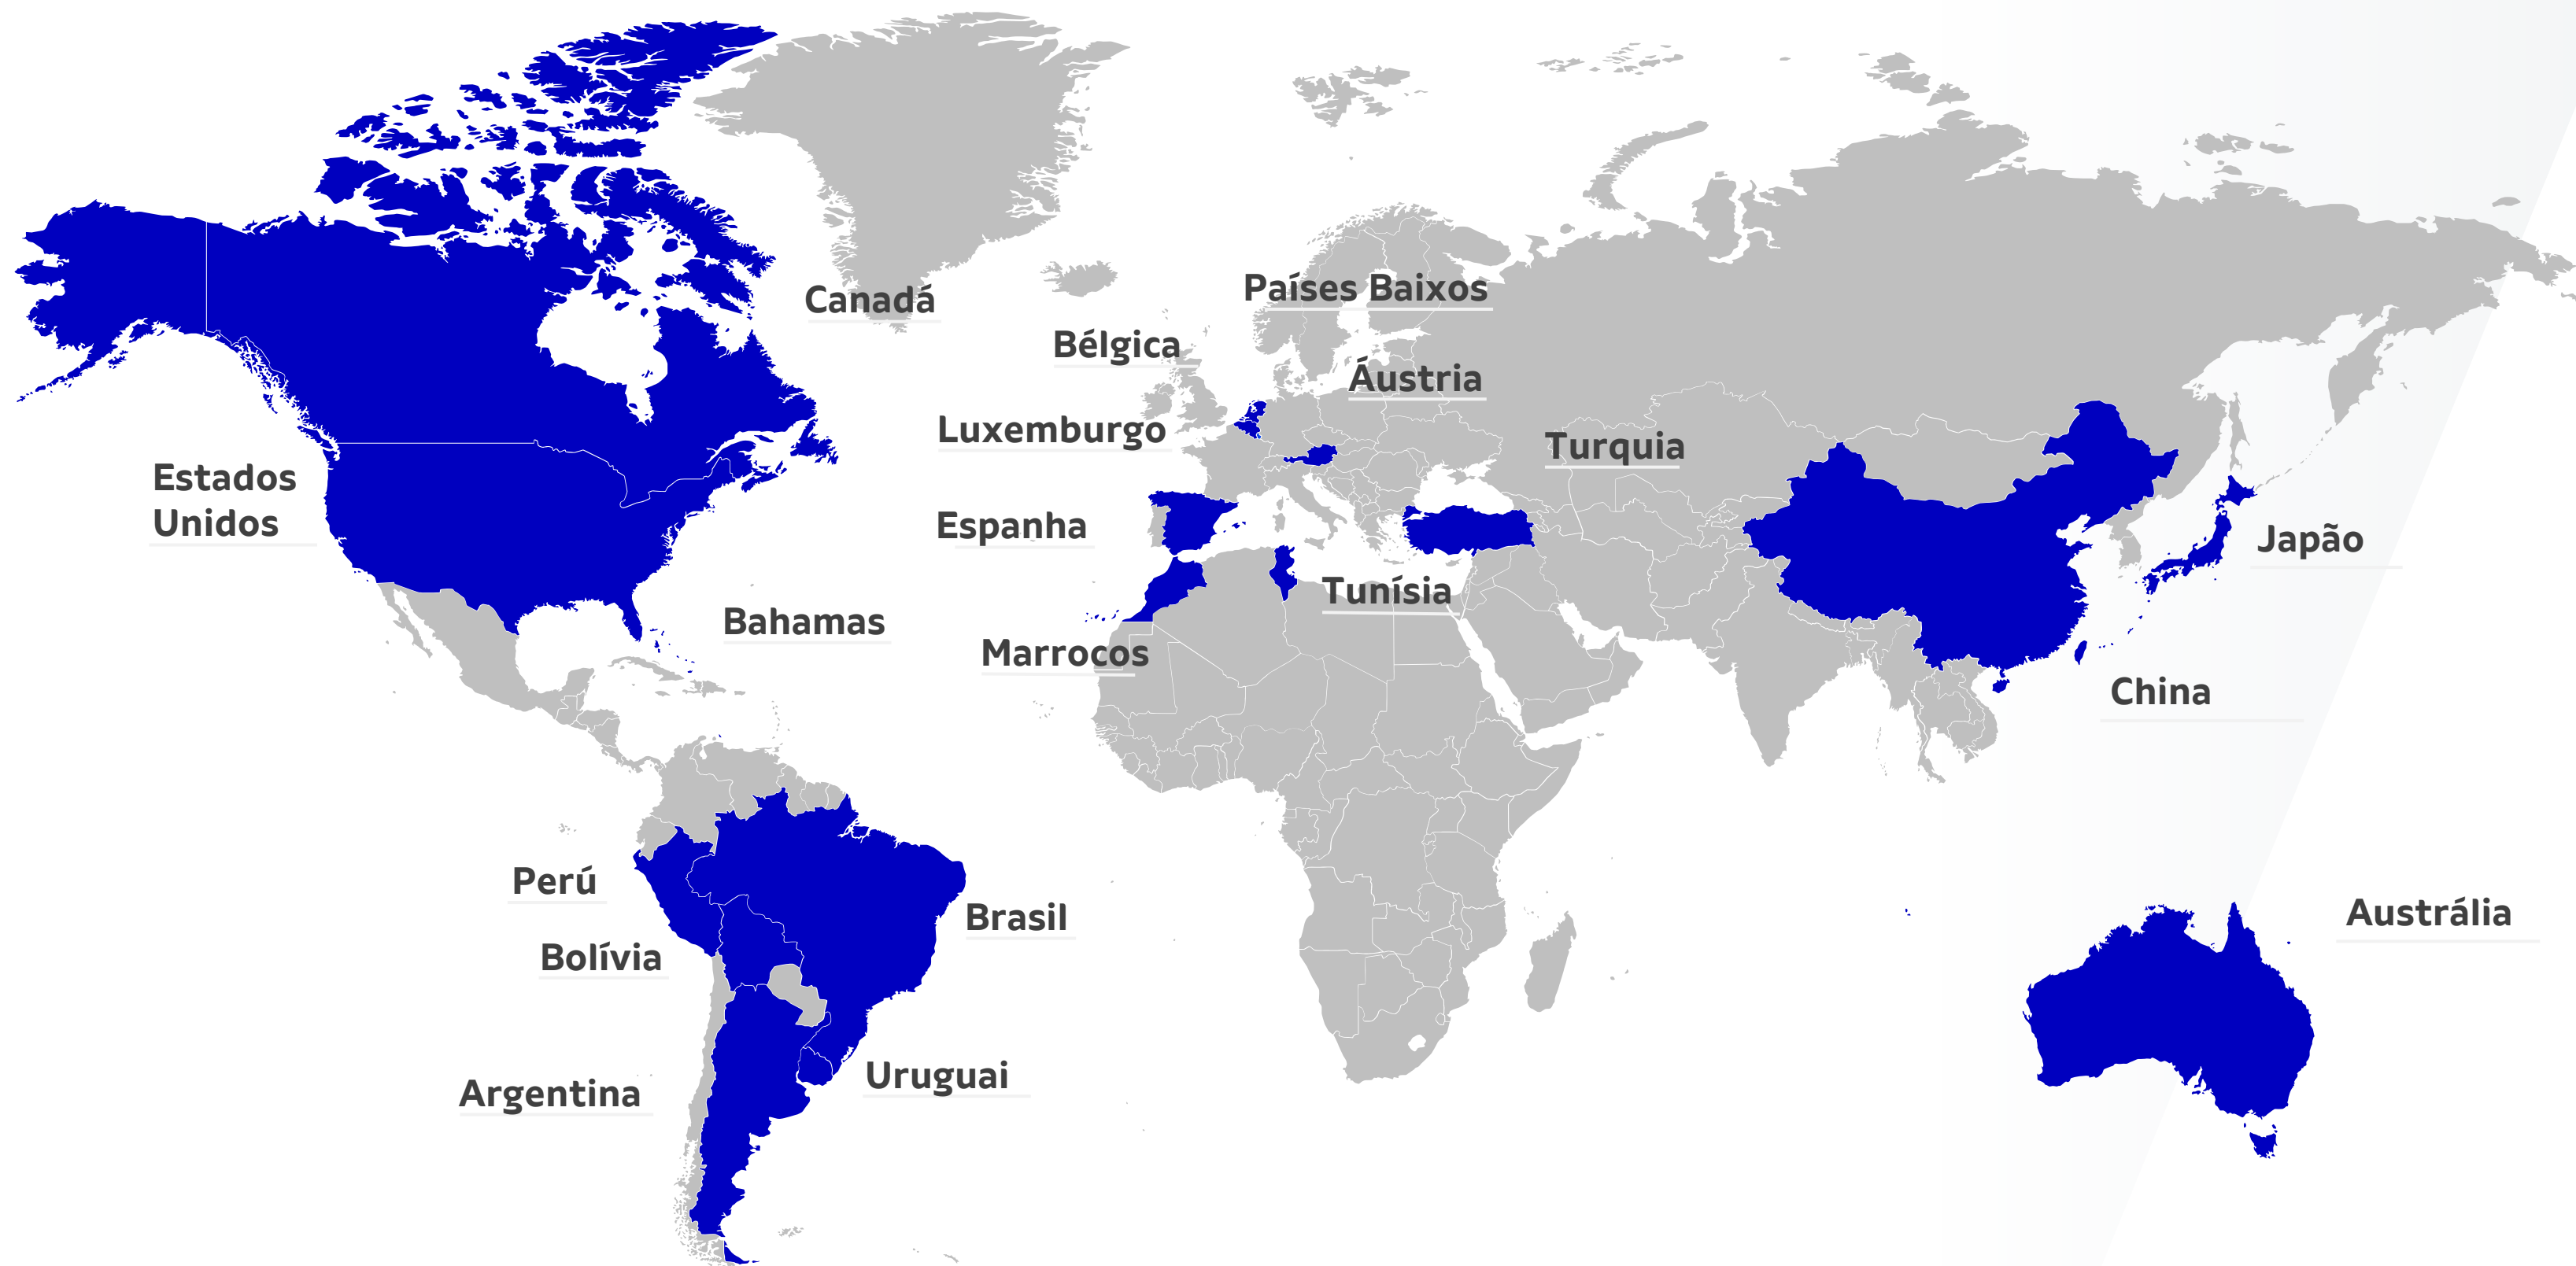 Canadá
Países Baixos
Bélgica
Áustria
Luxemburgo
Turquia
Estados
Unidos
Espanha
Japão
Tunísia
Bahamas
Marrocos
China
Perú
Brasil
Austrália
Bolívia
Uruguai
Argentina